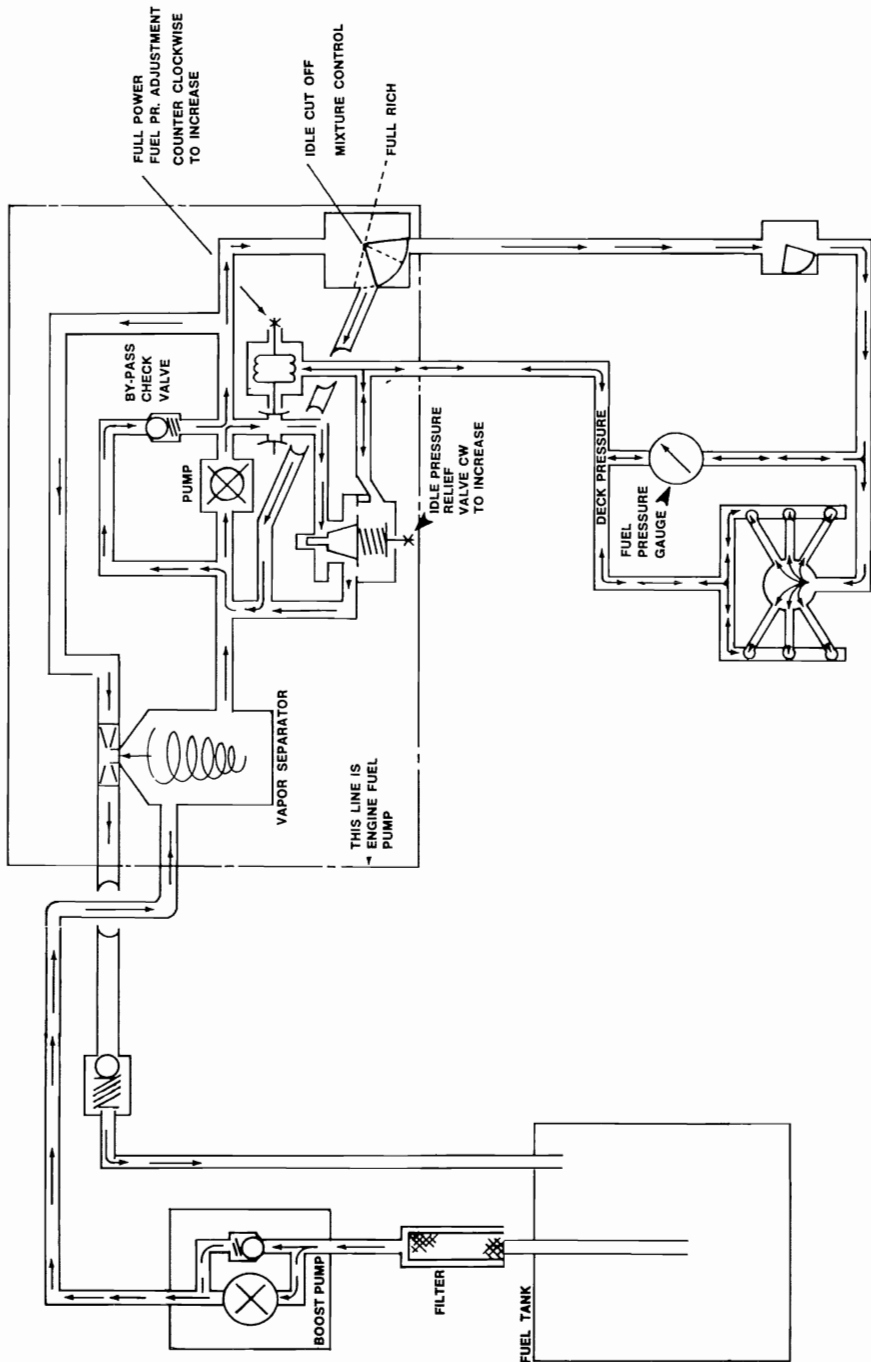 FULL POWER
FUEL PR. ADJUSTMENT
COUNTER CLOCKWISE
TO INCREASE
IDLE CUT OFF
MIXTURE CONTROL
FULL RICH
BY-PASS
CHECK
VALVE
PUMP
IDLE PRESSURE
RELIEF
VALVE CW
TO INCREASE
DECK PRESSURE
FUEL
PRESSURE
GAUGE
VAPOR SEPARATOR
THIS LINE IS
ENGINE FUEL
PUMP
BOOST PUMP
FILTER
FUEL TANK